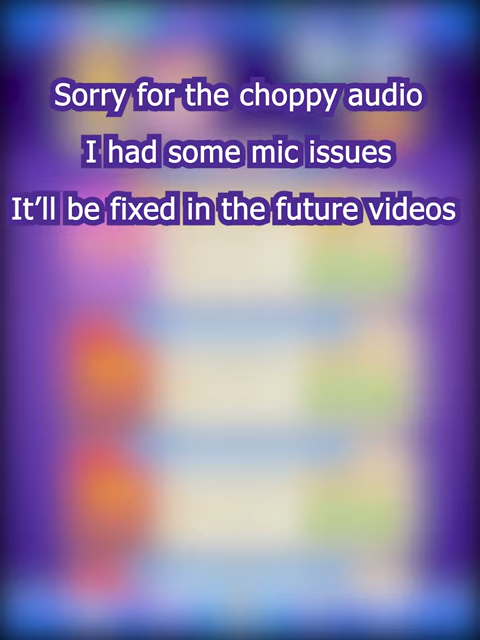 Sorry for the choppy audio
I had some mic issues
It’ll be fixed in the future videos